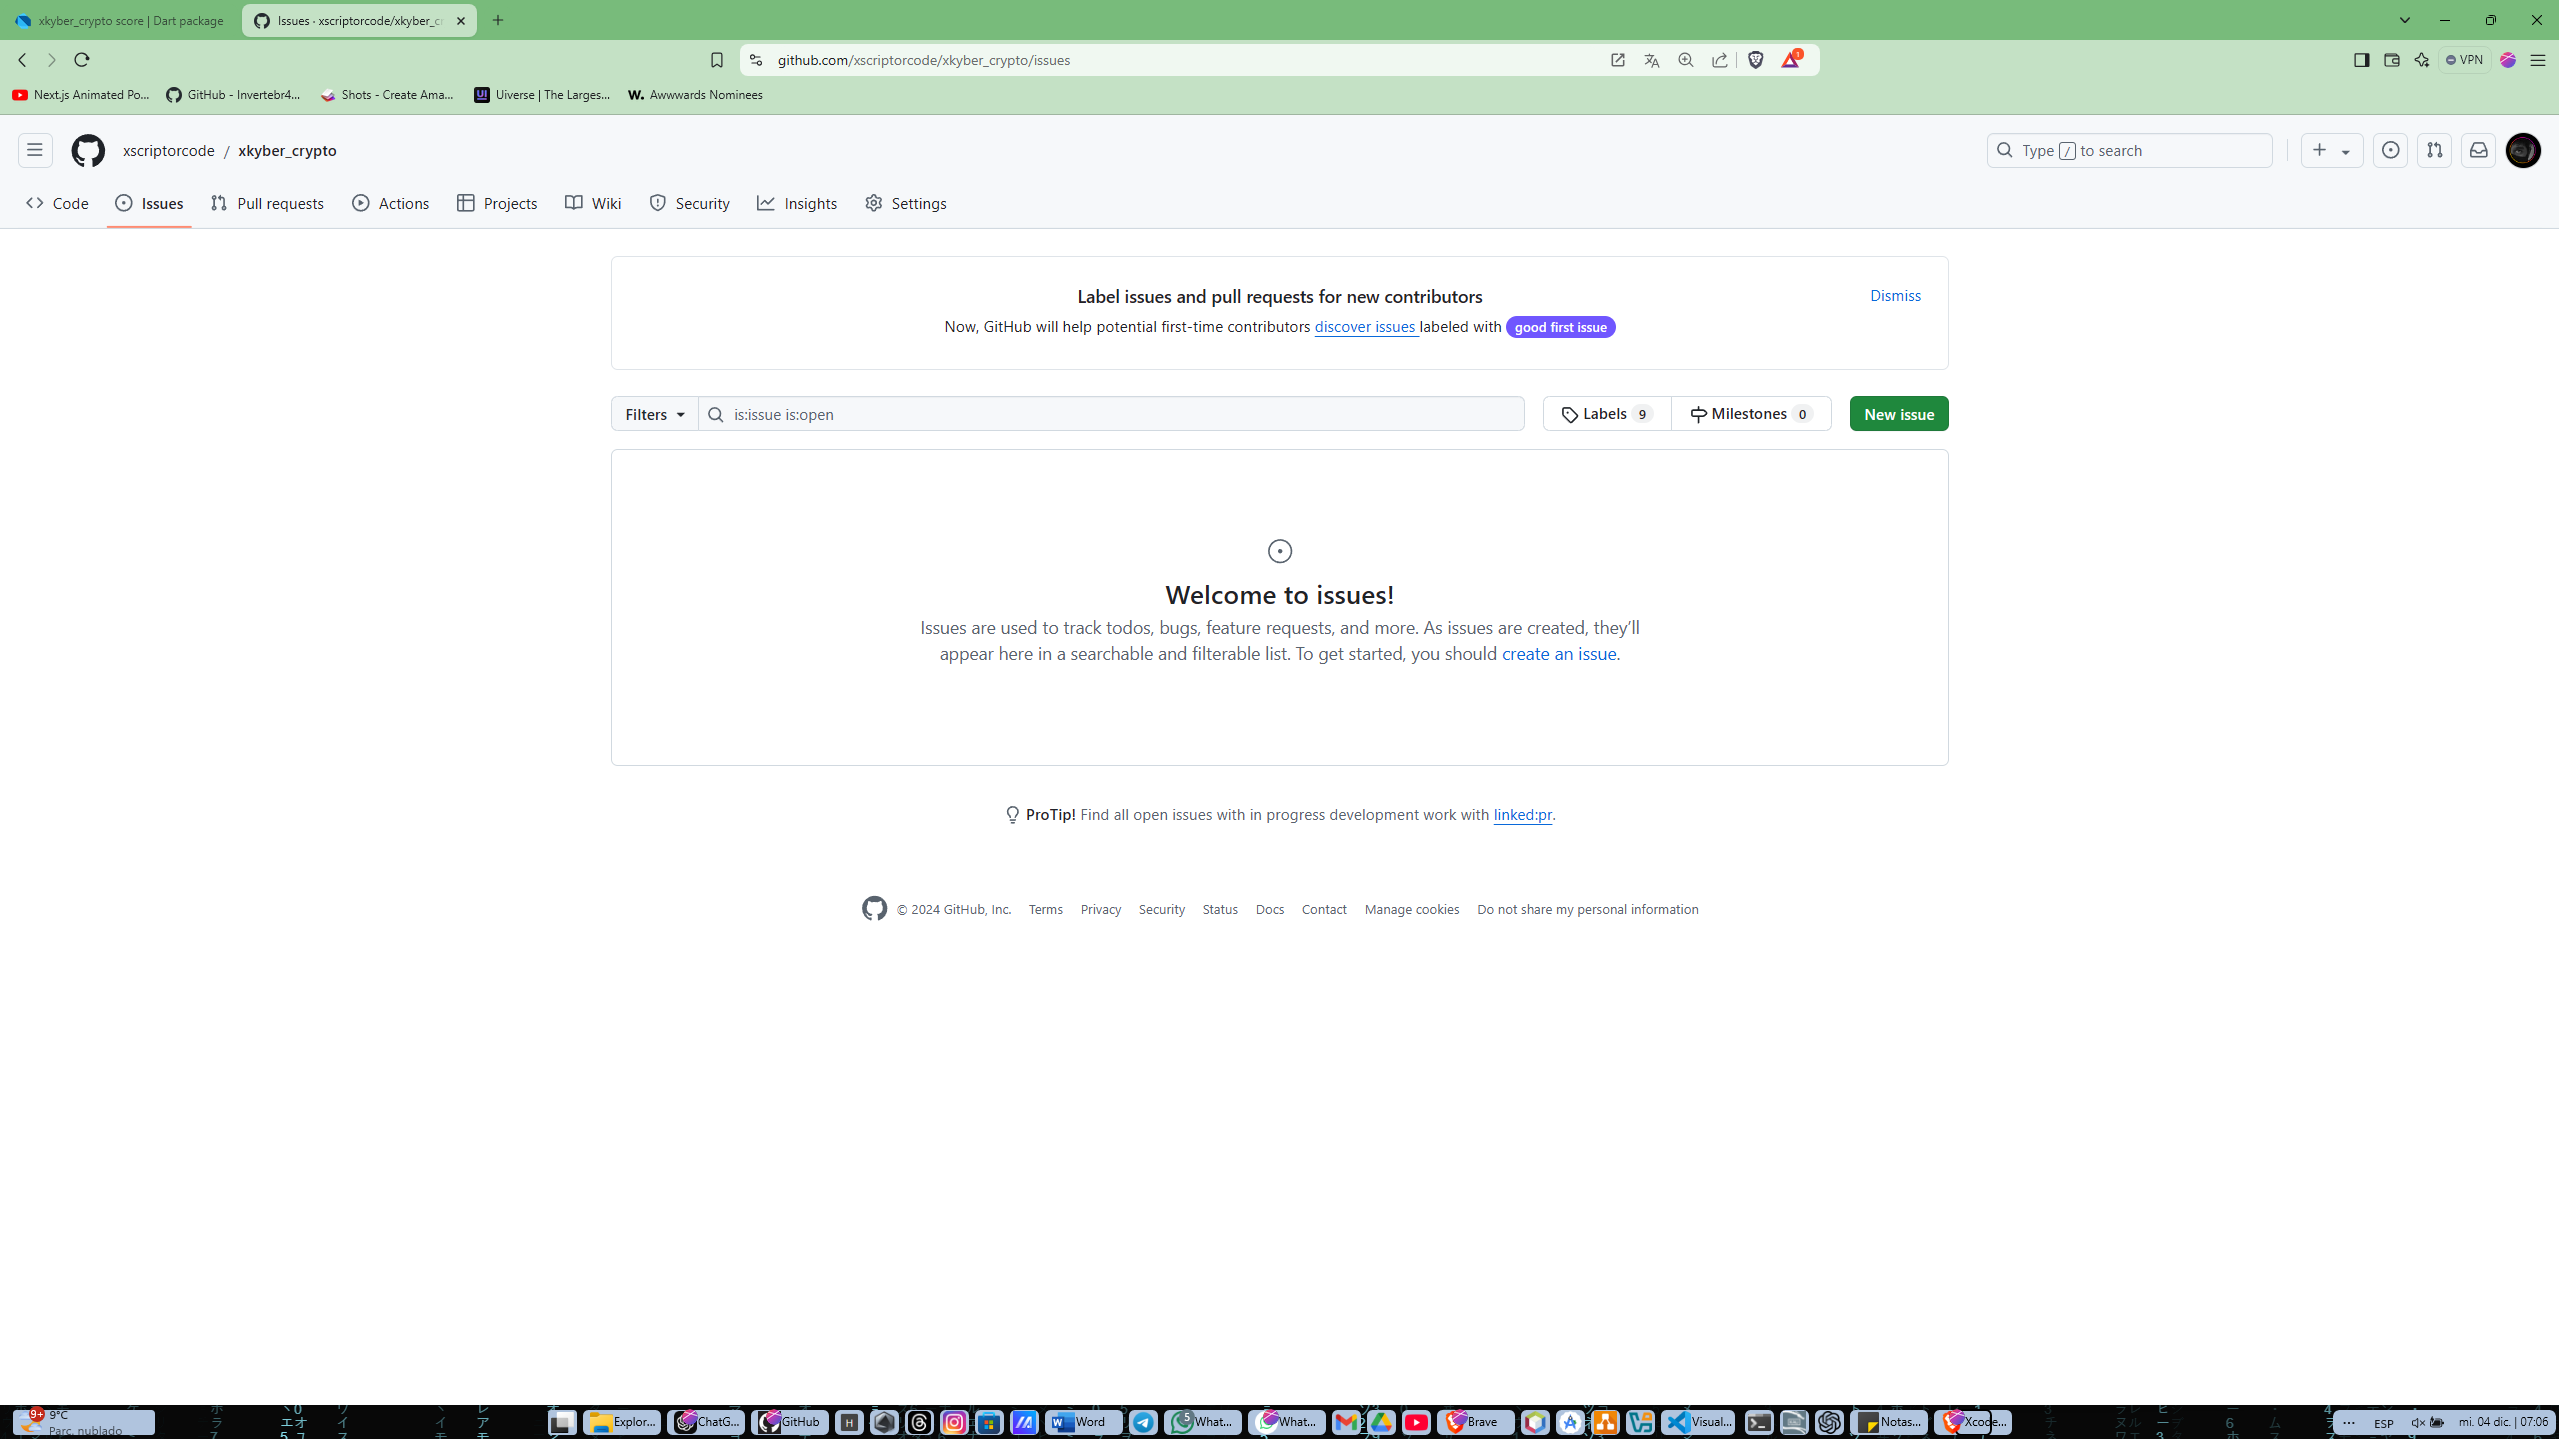 xkyber_crypto score | Dart package
Issues · xscriptorcode/xkyber_cr
github.com/xscriptorcode/xkyber_crypto/issues
1
VPN
Next.js Animated Po...
GitHub - Invertebr4...
Shots - Create Ama...
Uiverse | The Larges...
W. Awwwards Nominees
xscriptorcode / xkyber_crypto
Type / to search
Code
Issues
Pull requests
Actions
Projects
Wiki
Security
Insights
Settings
Label issues and pull requests for new contributors
Dismiss
Now, GitHub will help potential first-time contributors discover issues labeled with good first issue
Filters
is:issue is:open
Labels 9
Milestones 0
New issue
Welcome to issues!
Issues are used to track todos, bugs, feature requests, and more. As issues are created, they’ll
appear here in a searchable and filterable list. To get started, you should create an issue.
ProTip! Find all open issues with in progress development work with linked:pr.
© 2024 GitHub, Inc.
Terms
Privacy
Security
Status
Docs
Contact
Manage cookies
Do not share my personal information
9+
9°C
Parc. nublado
Explor...
ChatG...
GitHub
Word
5
What...
What...
Brave
Visual...
Notas...
Xcode...
ESP
mi. 04 dic. | 07:06